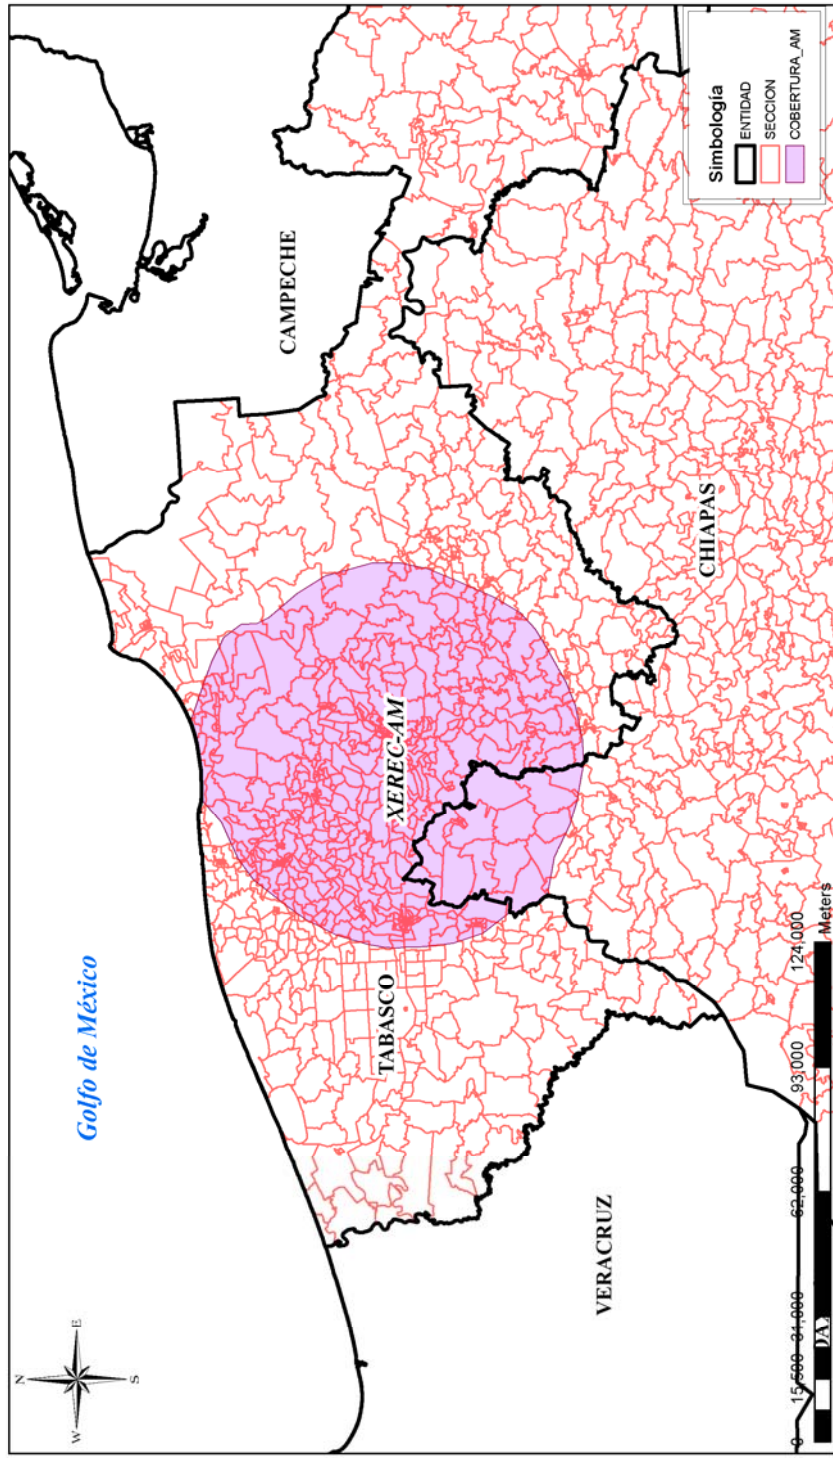 Golfo de México
N
W
E
S
CAMPECHE
XEREC-AM
TABASCO
VERACRUZ
CHIAPAS
Simbología
ENTIDAD
SECCION
COBERTURA_AM
0 15,500 31,000 62,000 93,000 124,000
Meters